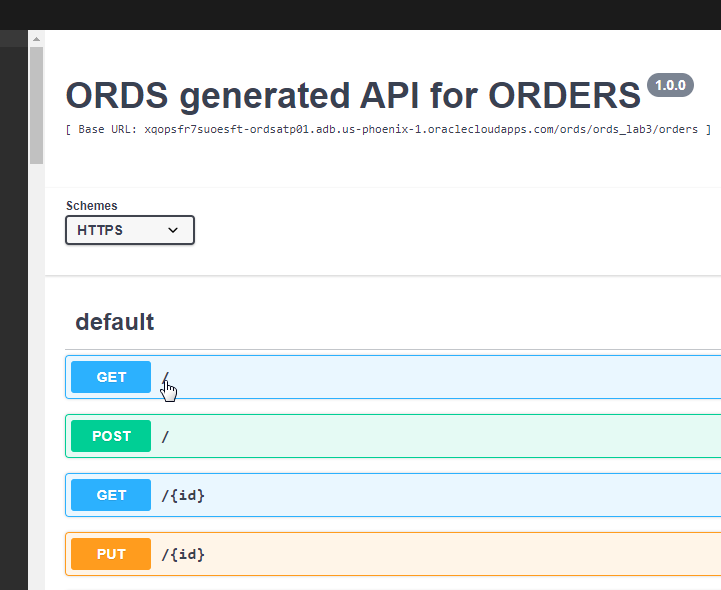 ORDS generated API for ORDERS 1.0.0
[ Base URL: xqopsfr7suoesft-ordsatp01.adb.us-phoenix-1.oraclecloudapps.com/ords/ords_lab3/orders ]
Schemes
HTTPS
default
GET /
POST /
GET /{id}
PUT /{id}